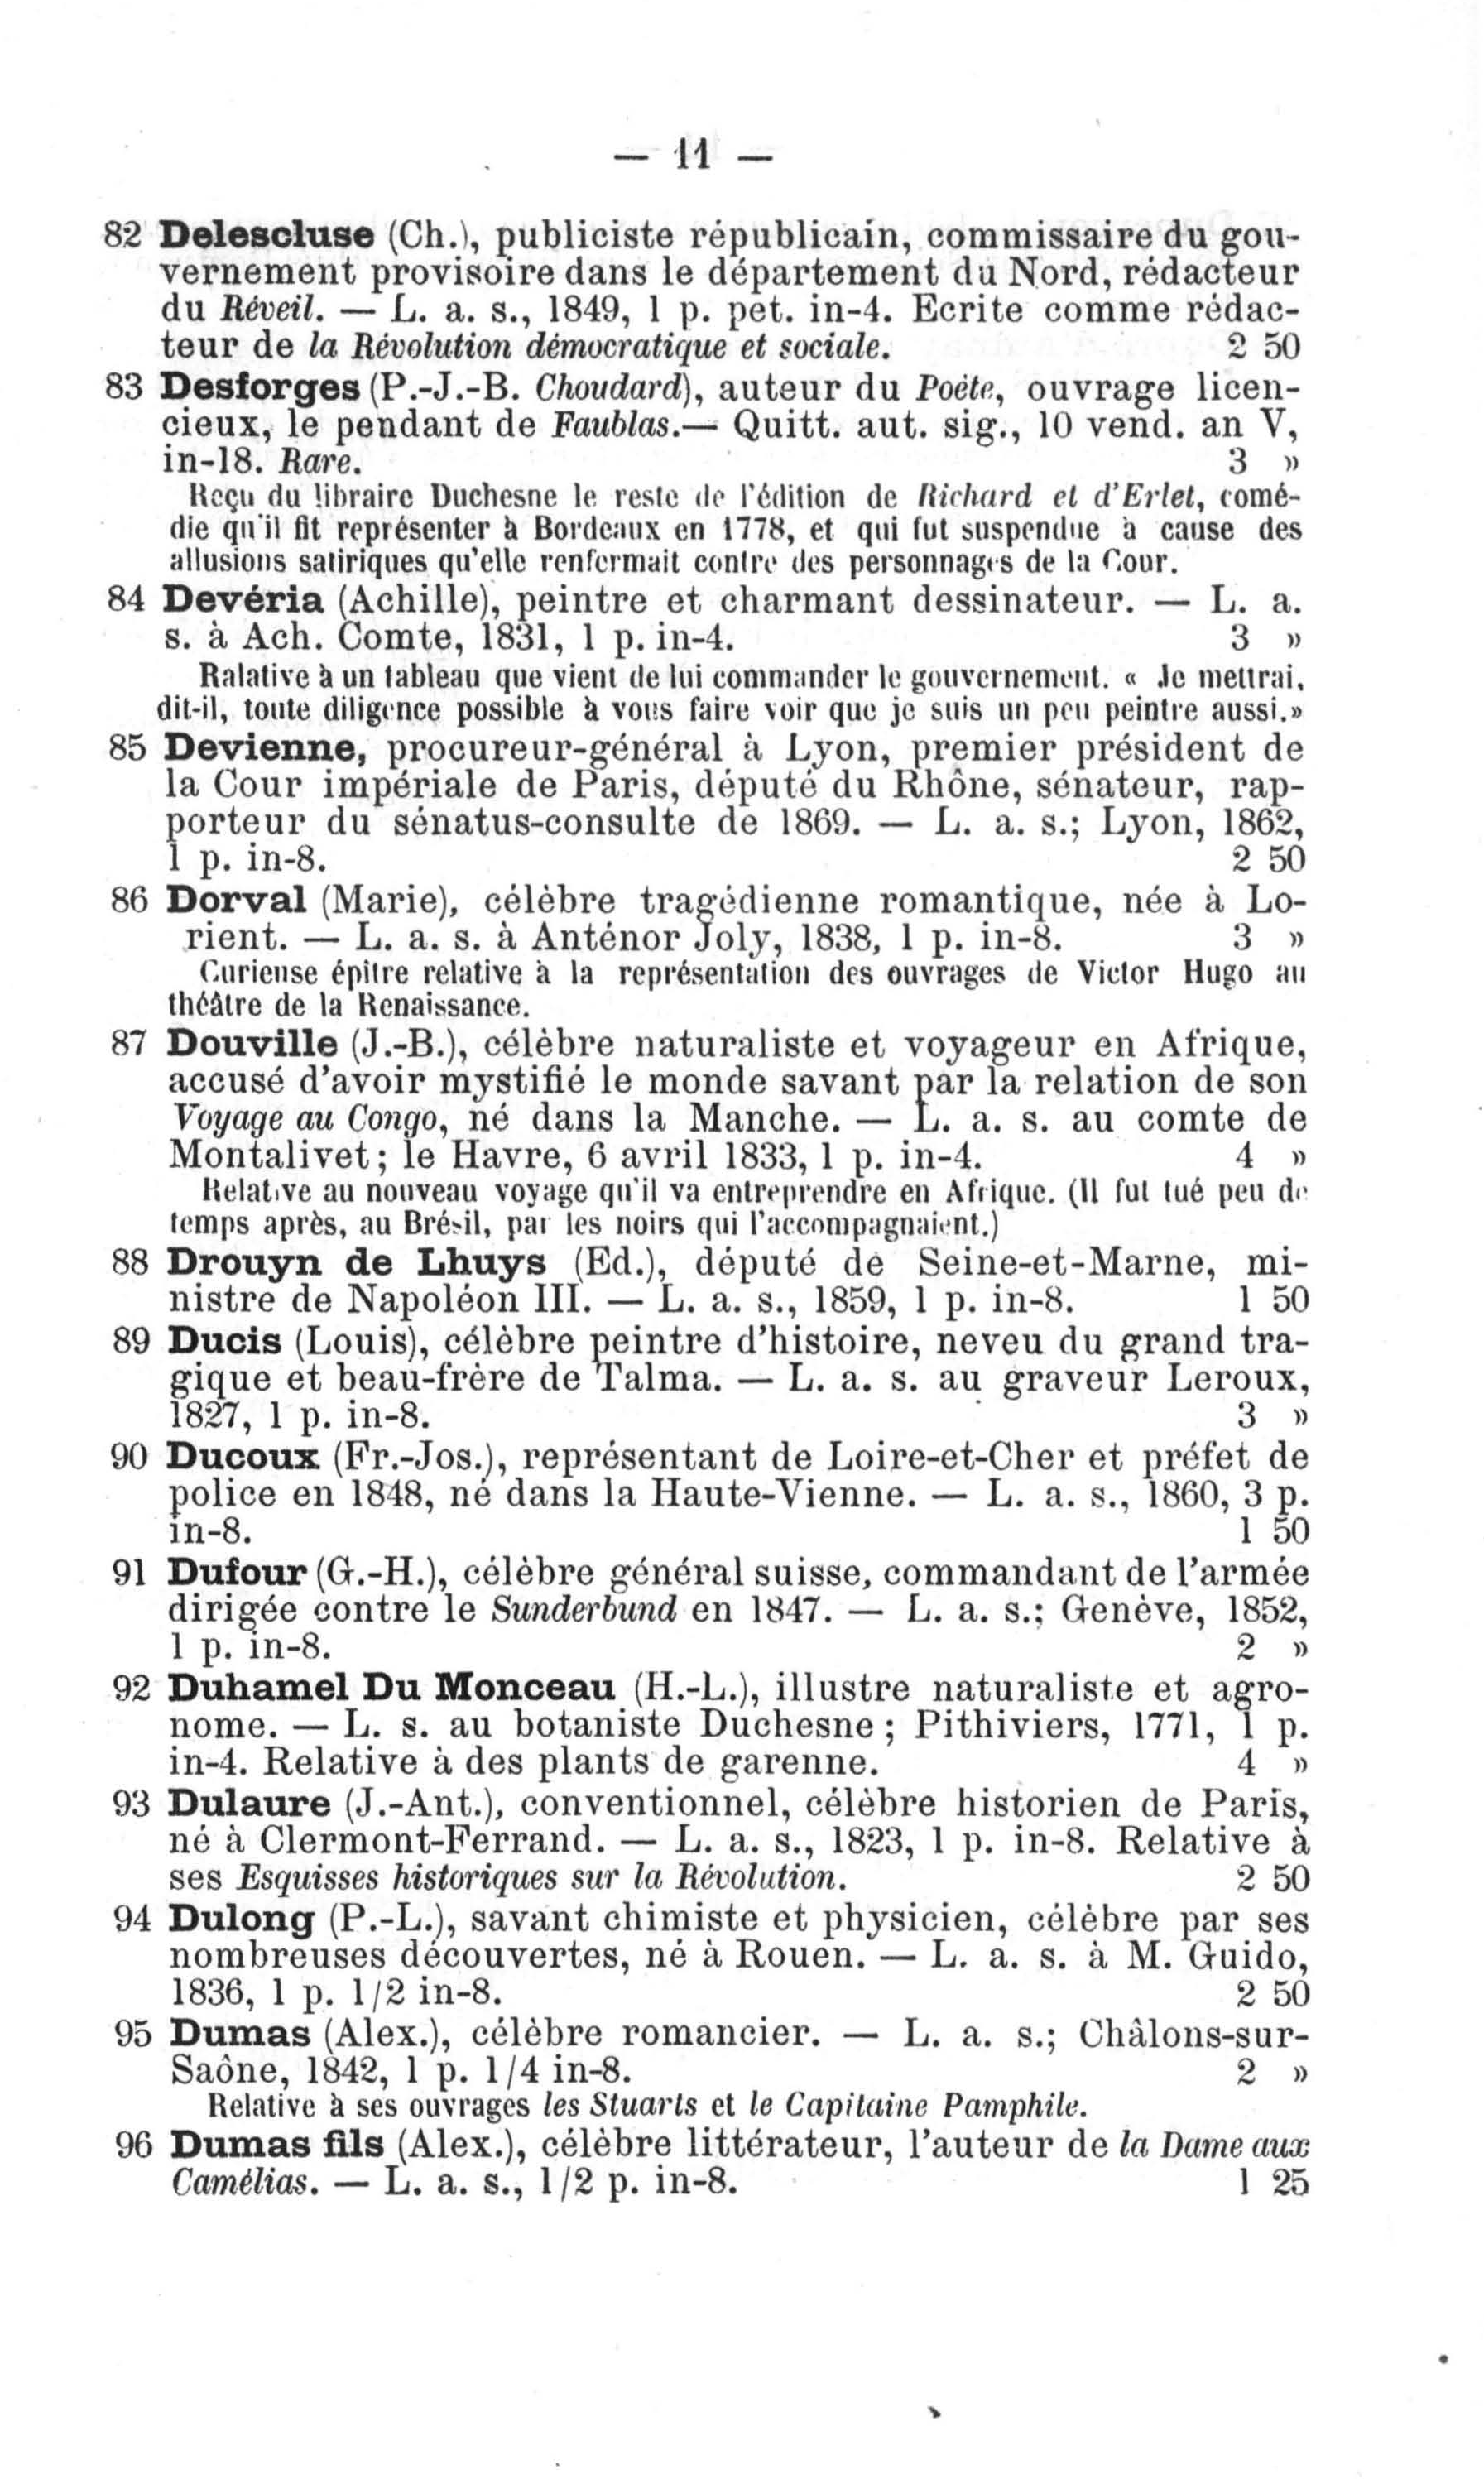 — 11 —
82 Delescluse (Ch.), publiciste républicain, commissaire du gou-
vernement provisoire dans le département du Nord, rédacteur
du Réveil. — L. a. s., 1849, 1 p. pet. in-4. Ecrite comme rédac-
teur de la Révolution démocratique et sociale. 2 50
83 Desforges (P.-J.-B. Choudard), auteur du Poète, ouvrage licen-
cieux, le pendant de Faublas. — Quitt. aut. sig., 10 vend. an V,
in-18. Rare. 3 »
Reçu du libraire Duchesne le reste de l'édition de Richard et d'Erlet, comé-
die qu'il fit représenter à Bordeaux en 1778, et qui fut suspendue à cause des
allusions satiriques qu'elle renfermait contre des personnages de la Cour.
84 Devéria (Achille), peintre et charmant dessinateur. — L. a.
s. à Ach. Comte, 1831, 1 p. in-4. 3 »
Ralative à un tableau que vient de lui commander le gouvernement. « Je mettrai,
dit-il, toute diligence possible à vous faire voir que je suis un peu peintre aussi.»
85 Devienne, procureur-général à Lyon, premier président de
la Cour impériale de Paris, député du Rhône, sénateur, rap-
porteur du sénatus-consulte de 1869. — L. a. s.; Lyon, 1862,
1 p. in-8. 2 50
86 Dorval (Marie), célèbre tragédienne romantique, née à Lo-
rient. — L. a. s. à Anténor Joly, 1838, 1 p. in-8. 3 »
Curieuse épitre relative à la représentation des ouvrages de Victor Hugo au
théâtre de la Renaissance.
87 Douville (J.-B.), célèbre naturaliste et voyageur en Afrique,
accusé d'avoir mystifié le monde savant par la relation de son
Voyage au Congo, né dans la Manche. — L. a. s. au comte de
Montalivet; le Havre, 6 avril 1833, 1 p. in-4. 4 »
Relative au nouveau voyage qu'il va entreprendre en Afrique. (Il fut tué peu de
temps après, au Brésil, par les noirs qui l'accompagnaient.)
88 Drouyn de Lhuys (Ed.), député de Seine-et-Marne, mi-
nistre de Napoléon III. — L. a. s., 1859, 1 p. in-8. 1 50
89 Ducis (Louis), célèbre peintre d'histoire, neveu du grand tra-
gique et beau-frère de Talma. — L. a. s. au graveur Leroux,
1827, 1 p. in-8. 3 »
90 Ducoux (Fr.-Jos.), représentant de Loire-et-Cher et préfet de
police en 1848, né dans la Haute-Vienne. — L. a. s., 1860, 3 p.
in-8. 1 50
91 Dufour (G.-H.), célèbre général suisse, commandant de l'armée
dirigée contre le Sunderbund en 1847. — L. a. s.; Genève, 1852,
1 p. in-8. 2 »
92 Duhamel Du Monceau (H.-L.), illustre naturaliste et agro-
nome. — L. s. au botaniste Duchesne; Pithiviers, 1771, 1 p.
in-4. Relative à des plants de garenne. 4 »
93 Dulaure (J.-Ant.), conventionnel, célèbre historien de Paris,
né à Clermont-Ferrand. — L. a. s., 1823, 1 p. in-8. Relative à
ses Esquisses historiques sur la Révolution. 2 50
94 Dulong (P.-L.), savant chimiste et physicien, célèbre par ses
nombreuses découvertes, né à Rouen. — L. a. s. à M. Guido,
1836, 1 p. 1/2 in-8. 2 50
95 Dumas (Alex.), célèbre romancier. — L. a. s.; Châlons-sur-
Saône, 1842, 1 p. 1/4 in-8. 2 »
Relative à ses ouvrages les Stuarts et le Capitaine Pamphile.
96 Dumas fils (Alex.), célèbre littérateur, l'auteur de la Dame aux
Camélias. — L. a. s., 1/2 p. in-8. 1 25